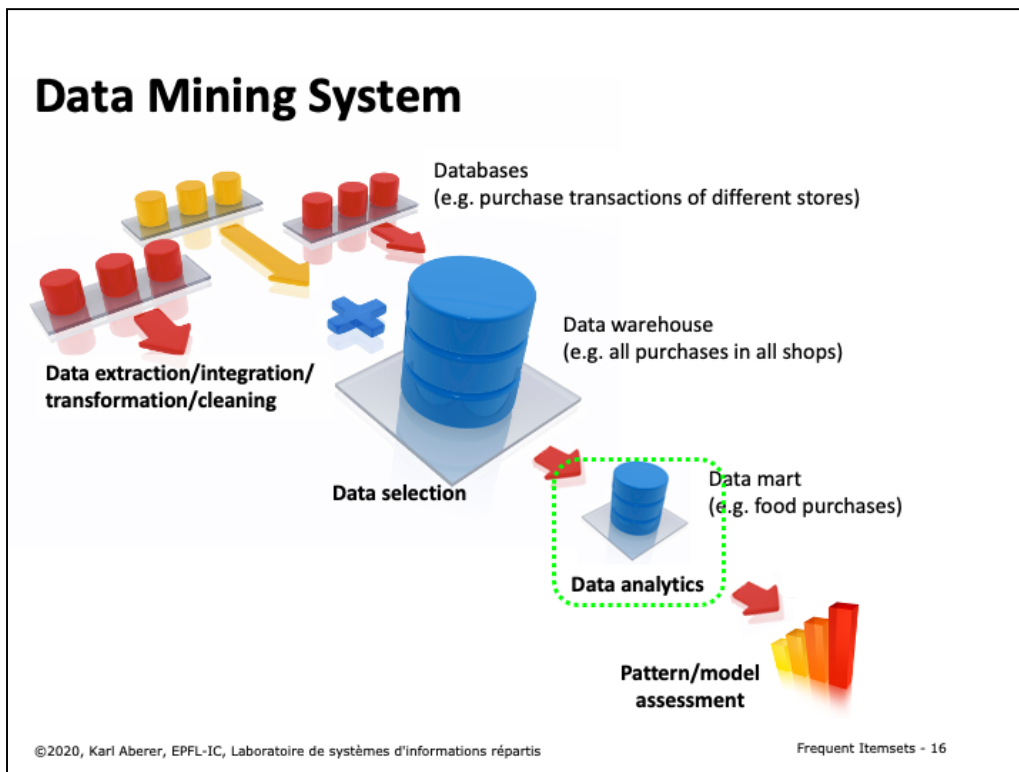 Data Mining System
Databases
(e.g. purchase transactions of different stores)
Data warehouse
(e.g. all purchases in all shops)
Data extraction/integration/
transformation/cleaning
Data selection
Data mart
(e.g. food purchases)
Data analytics
Pattern/model
assessment
©2020, Karl Aberer, EPFL-IC, Laboratoire de systèmes d'informations répartis
Frequent Itemsets - 16